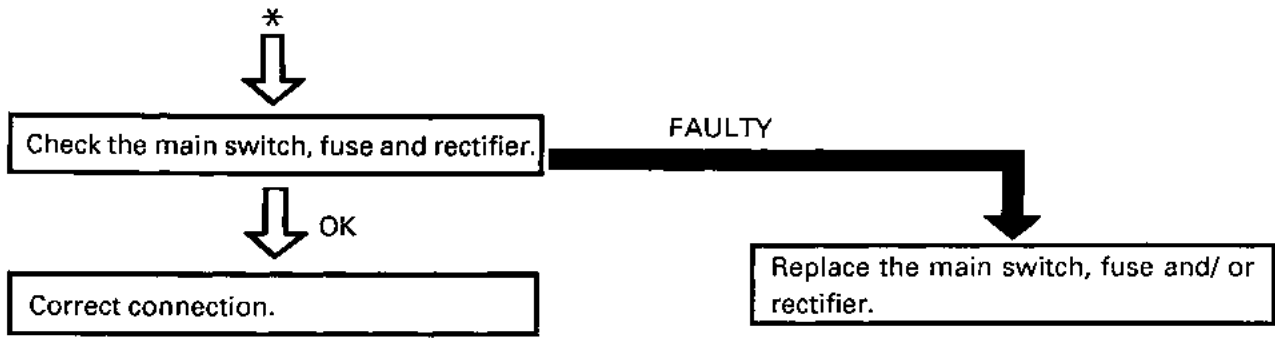 *
Check the main switch, fuse and rectifier.
FAULTY
OK
Correct connection.
Replace the main switch, fuse and/ or
rectifier.